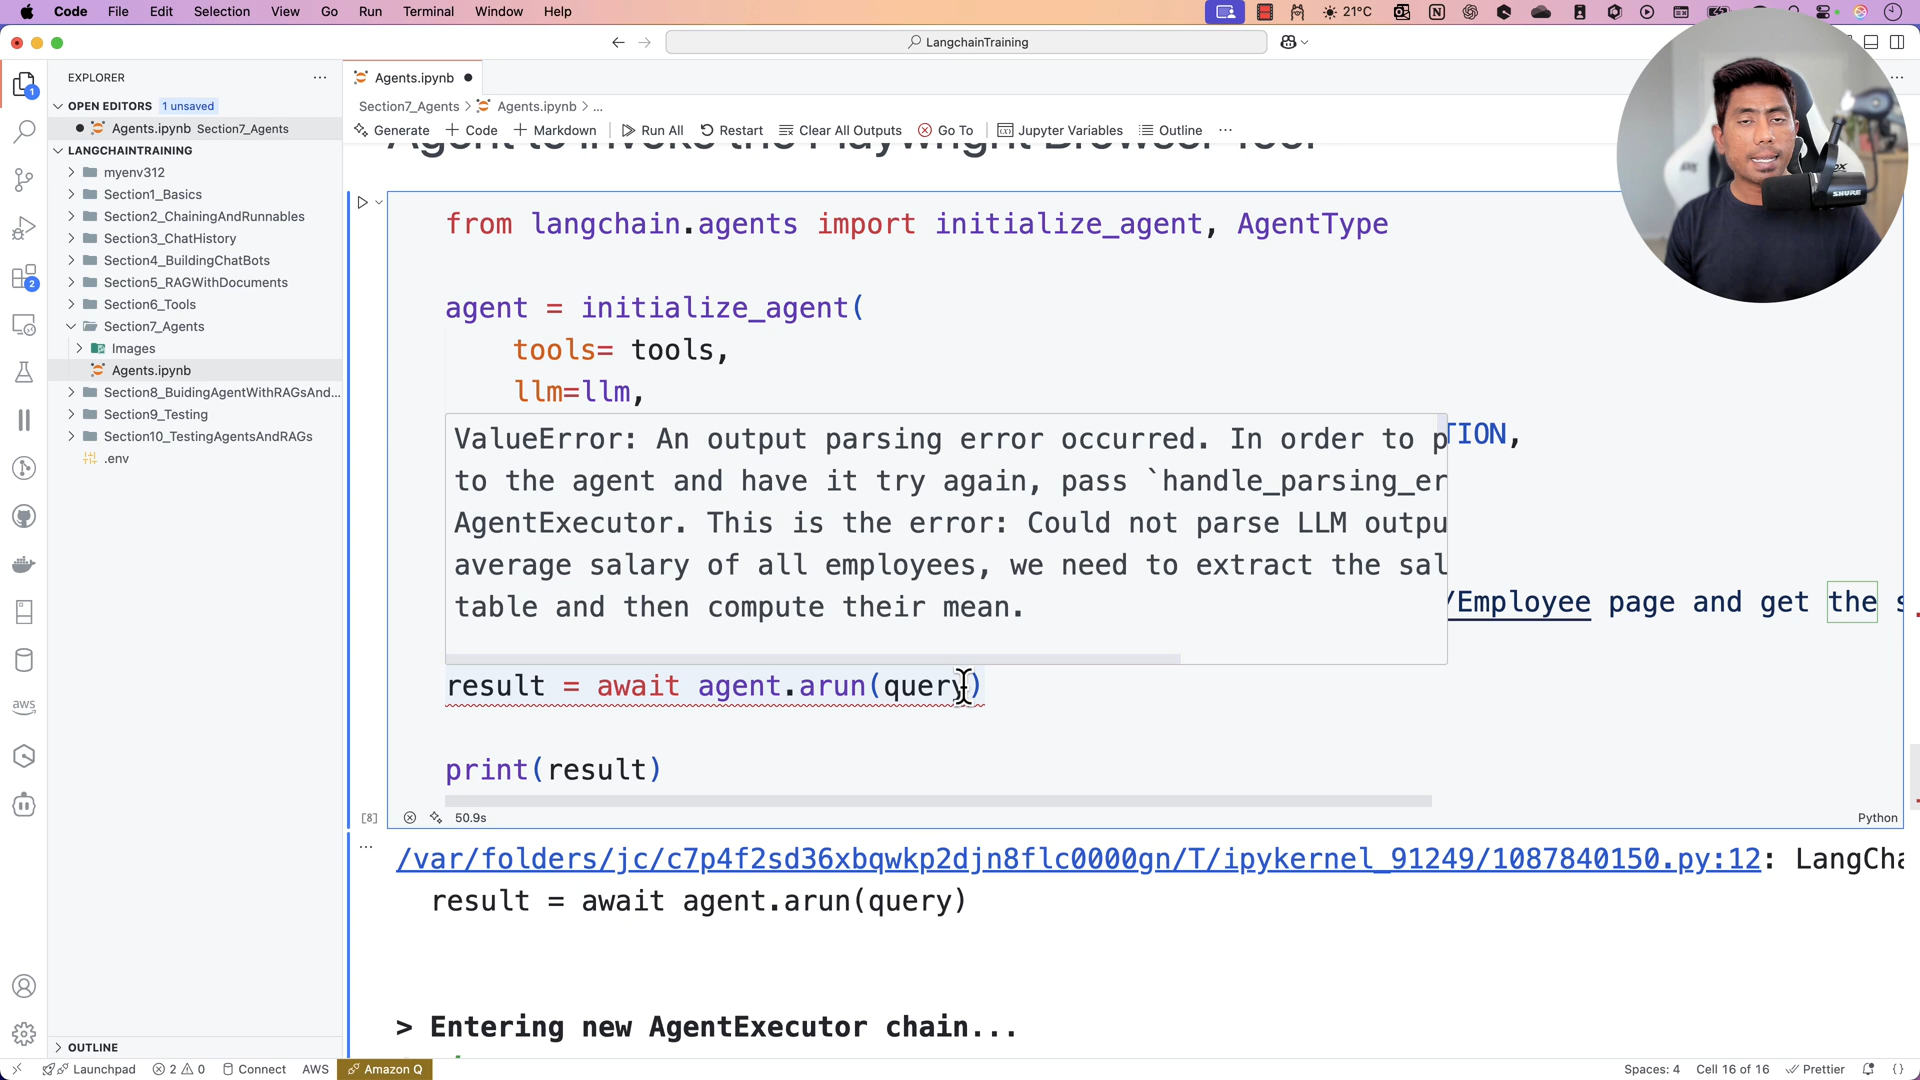 Code File Edit Selection View Go Run Terminal Window Help
21°C
LangchainTraining
EXPLORER
Agents.ipynb
OPEN EDITORS 1 unsaved
Agents.ipynb Section7_Agents
LANGCHAINTRAINING
myenv312
Section1_Basics
Section2_ChainingAndRunnables
Section3_ChatHistory
Section4_BuildingChatBots
Section5_RAGWithDocuments
Section6_Tools
Section7_Agents
Images
Agents.ipynb
Section8_BuidingAgentWithRAGsAnd...
Section9_Testing
Section10_TestingAgentsAndRAGs
.env
OUTLINE
Section7_Agents > Agents.ipynb > ...
Generate + Code + Markdown Run All Restart Clear All Outputs Go To Jupyter Variables Outline ...
Agent to invoke the Playwright Browser Tool
from langchain.agents import initialize_agent, AgentType
agent = initialize_agent(
tools= tools,
llm=llm,
TION,
ValueError: An output parsing error occurred. In order to p
to the agent and have it try again, pass `handle_parsing_er
AgentExecutor. This is the error: Could not parse LLM outpu
average salary of all employees, we need to extract the sal
table and then compute their mean.
/Employee page and get the s
result = await agent.arun(query)
print(result)
[8] 50.9s Python
/var/folders/jc/c7p4f2sd36xbqwkp2djn8flc0000gn/T/ipykernel_91249/1087840150.py:12: LangCha
result = await agent.arun(query)
> Entering new AgentExecutor chain...
Launchpad 2 0 Connect AWS Amazon Q Spaces: 4 Cell 16 of 16 Prettier
SHURE